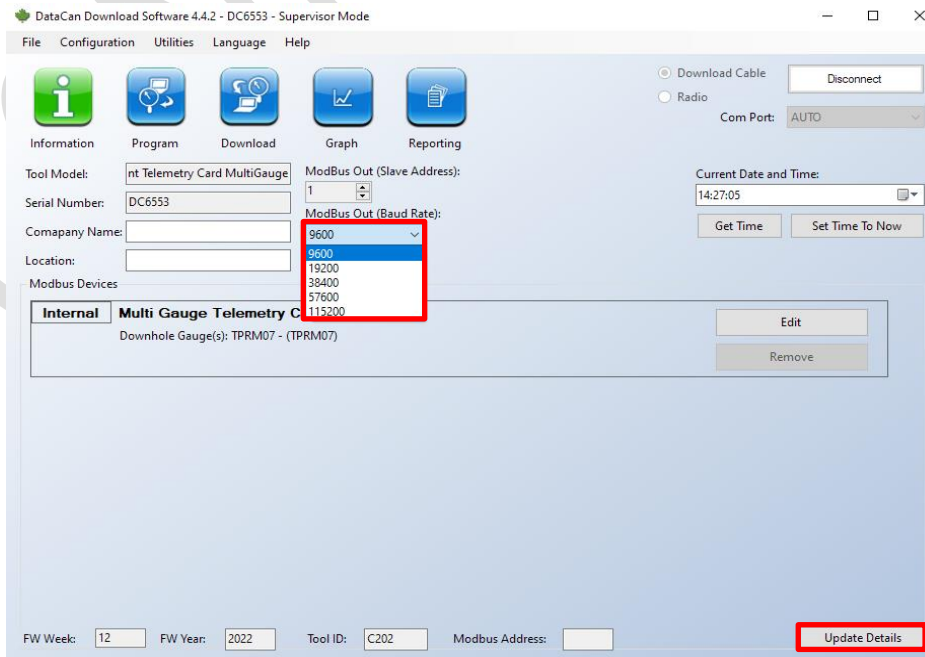 DataCan Download Software 4.4.2 - DC6553 - Supervisor Mode
File Configuration Utilities Language Help
Information Program Download Graph Reporting
Download Cable
Radio
Disconnect
Com Port: AUTO
Tool Model: nt Telemetry Card MultiGauge
Serial Number: DC6553
Comapany Name:
Location:
ModBus Out (Slave Address):
1
ModBus Out (Baud Rate):
9600
9600
19200
38400
57600
115200
Current Date and Time:
14:27:05
Get Time Set Time To Now
Modbus Devices
Internal Multi Gauge Telemetry C
Downhole Gauge(s): TPRM07 - (TPRM07)
Edit
Remove
FW Week: 12 FW Year: 2022 Tool ID: C202 Modbus Address:
Update Details